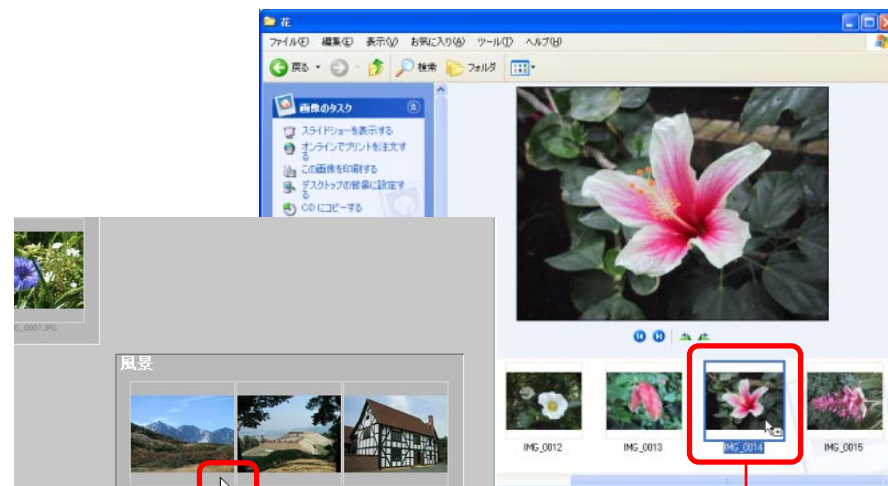 花
ファイル(F) 編集(E) 表示(V) お気に入り(A) ツール(T) ヘルプ(H)
戻る 検索 フォルダ
画像のタスク
スライドショーを表示する
オンラインでプリントを注文す
る
この画像を印刷する
デスクトップの背景に設定す
る
CD にコピーする
G_0007.JPG
風景
IMG_0012 IMG_0013 IMG_0014 IMG_0015